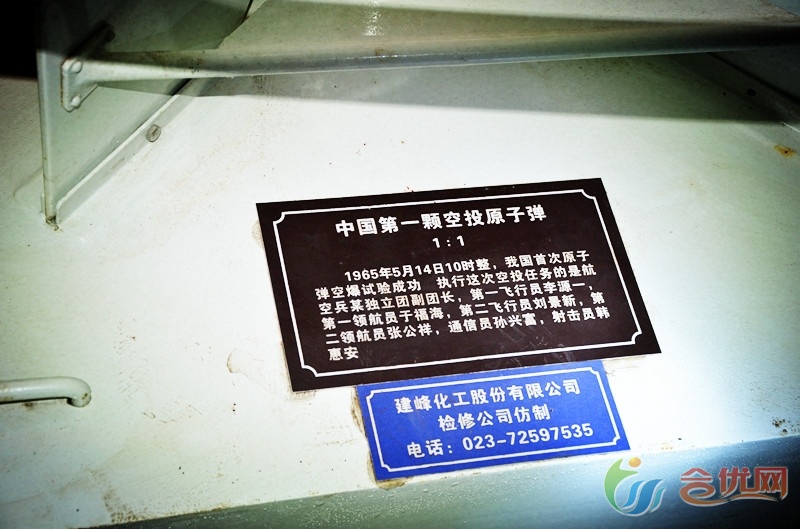 中国第一颗空投原子弹
1：1
1965年5月14日10时整，我国首次原子
弹空爆试验成功　执行这次空投任务的是航
空兵某独立团副团长，第一飞行员李源一，
第一领航员于福海，第二飞行员刘景新，第
二领航员张公祥，通信员孙兴富，射击员韩
惠安
建峰化工股份有限公司
检修公司仿制
电话：023-72597535
合优网